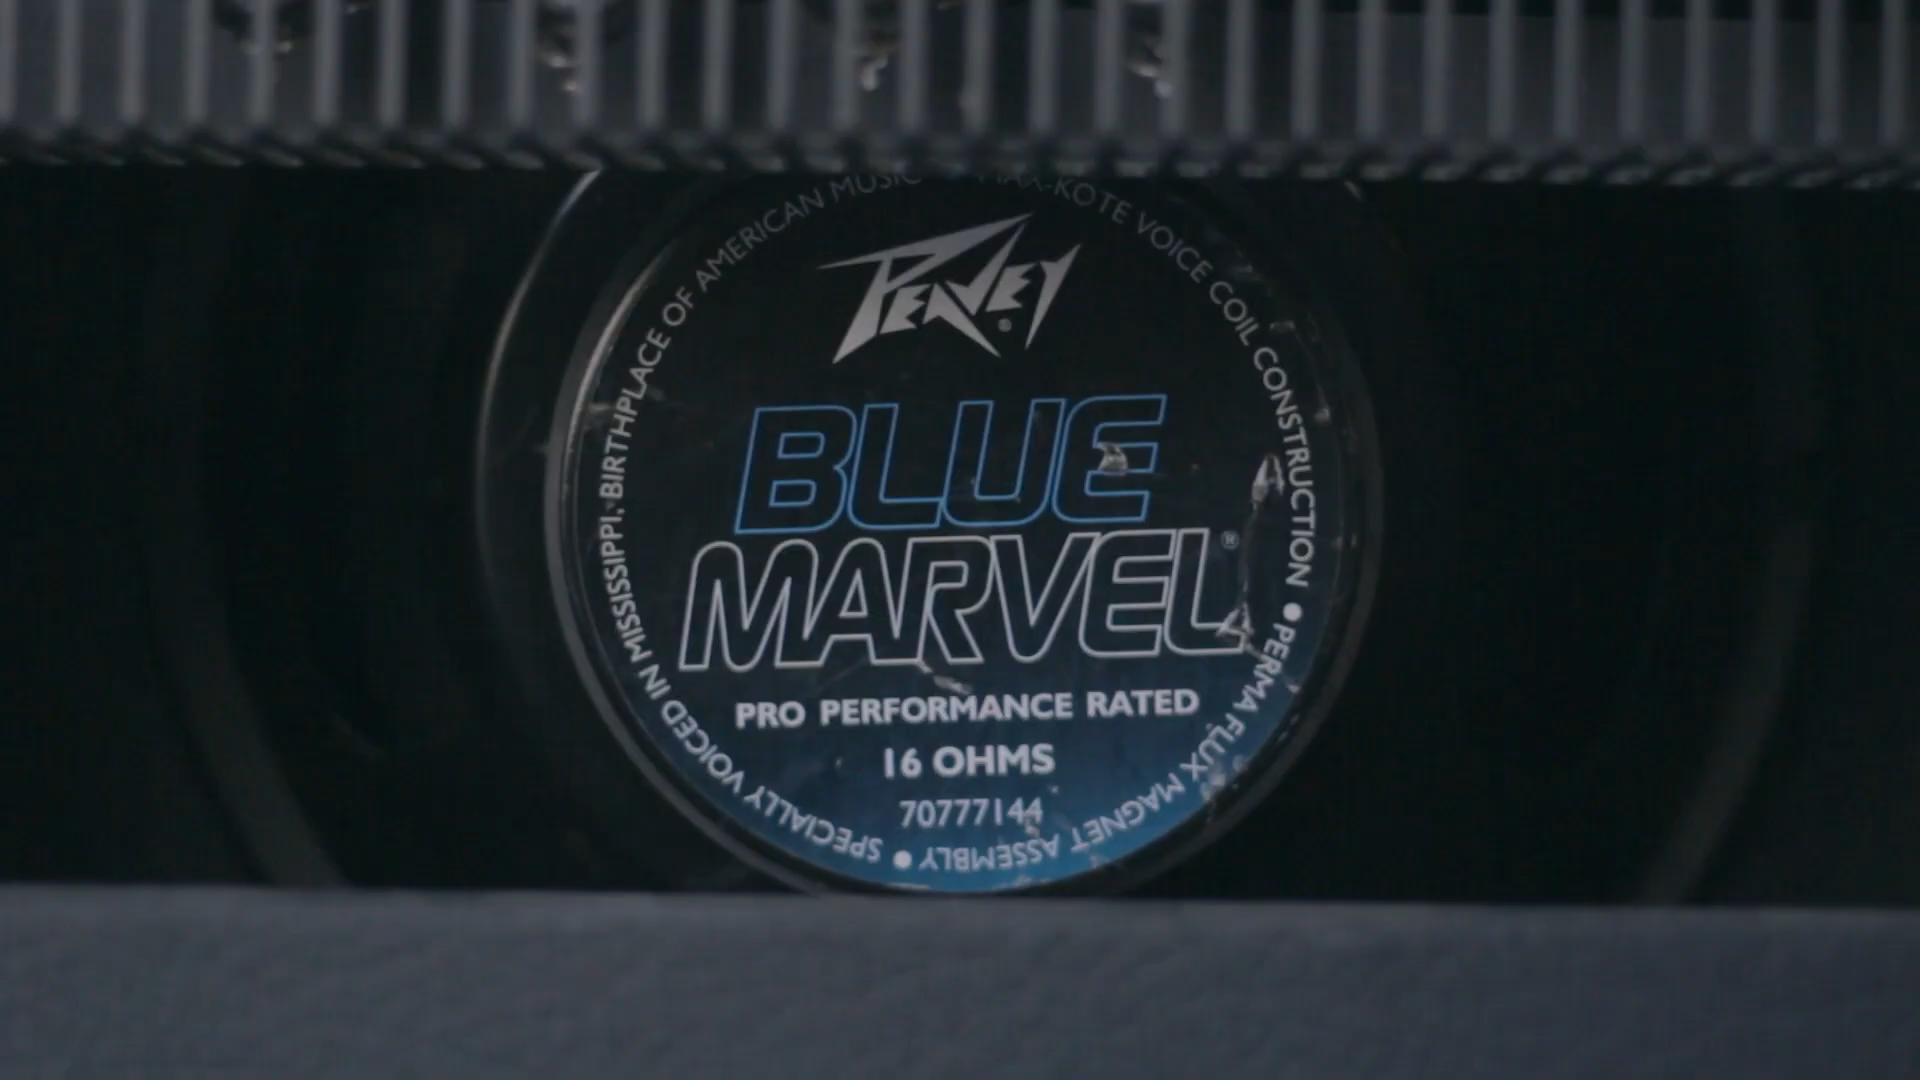 PEAVEY®
BLUE
MARVEL®
PRO PERFORMANCE RATED
16 OHMS
70777144
SPECIALLY VOICED IN MISSISSIPPI, BIRTHPLACE OF AMERICAN MUSIC
-KOTE VOICE COIL CONSTRUCTION ● PERMA FLUX MAGNET ASSEMBLY ●